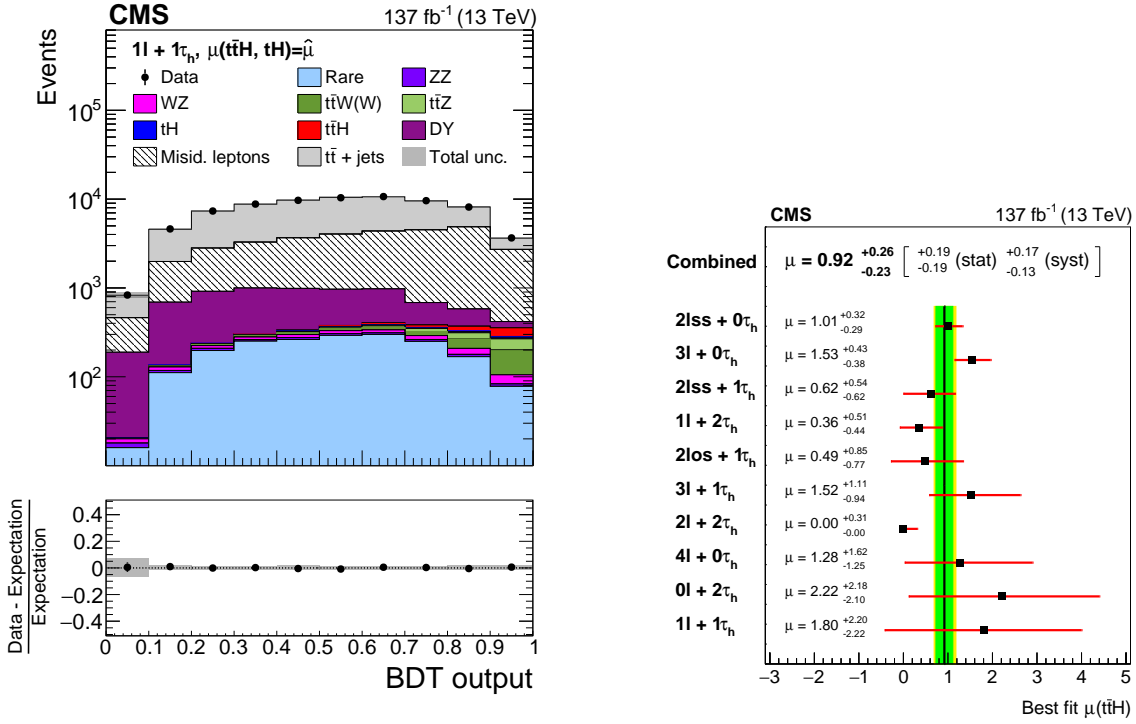 CMS 137 fb⁻¹ (13 TeV)
Events
1l + 1τₕ, μ(tt̄H, tH)=μ̂
Data Rare ZZ
WZ tt̄W(W) tt̄Z
tH tt̄H DY
Misid. leptons tt̄ + jets Total unc.
10⁵
10⁴
10³
10²
Data - Expectation
Expectation
0.4
0.2
0
−0.2
−0.4
0 0.1 0.2 0.3 0.4 0.5 0.6 0.7 0.8 0.9 1
BDT output
CMS 137 fb⁻¹ (13 TeV)
Combined μ = 0.92 +0.26 -0.23 [ +0.19 -0.19 (stat) +0.17 -0.13 (syst) ]
2lss + 0τₕ μ = 1.01 +0.32 -0.29
3l + 0τₕ μ = 1.53 +0.43 -0.38
2lss + 1τₕ μ = 0.62 +0.54 -0.62
1l + 2τₕ μ = 0.36 +0.51 -0.44
2los + 1τₕ μ = 0.49 +0.85 -0.77
3l + 1τₕ μ = 1.52 +1.11 -0.94
2l + 2τₕ μ = 0.00 +0.31 -0.00
4l + 0τₕ μ = 1.28 +1.62 -1.25
0l + 2τₕ μ = 2.22 +2.18 -2.10
1l + 1τₕ μ = 1.80 +2.20 -2.22
−3 −2 −1 0 1 2 3 4 5
Best fit μ(tt̄H)